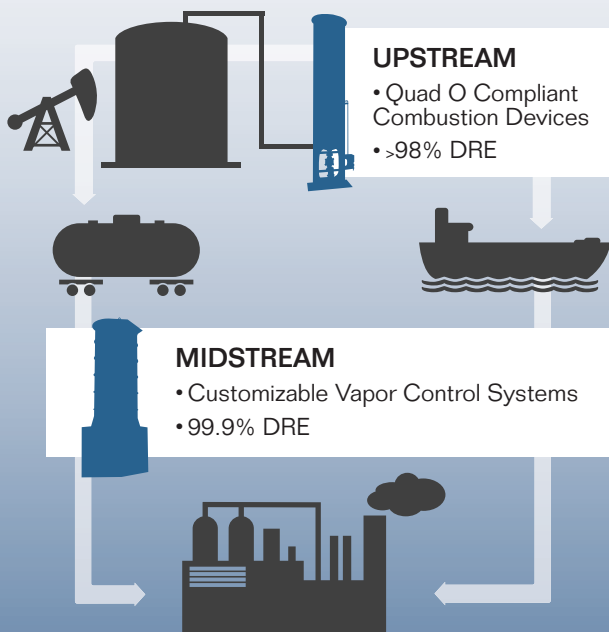 UPSTREAM
• Quad O Compliant
Combustion Devices
• >98% DRE
MIDSTREAM
• Customizable Vapor Control Systems
• 99.9% DRE